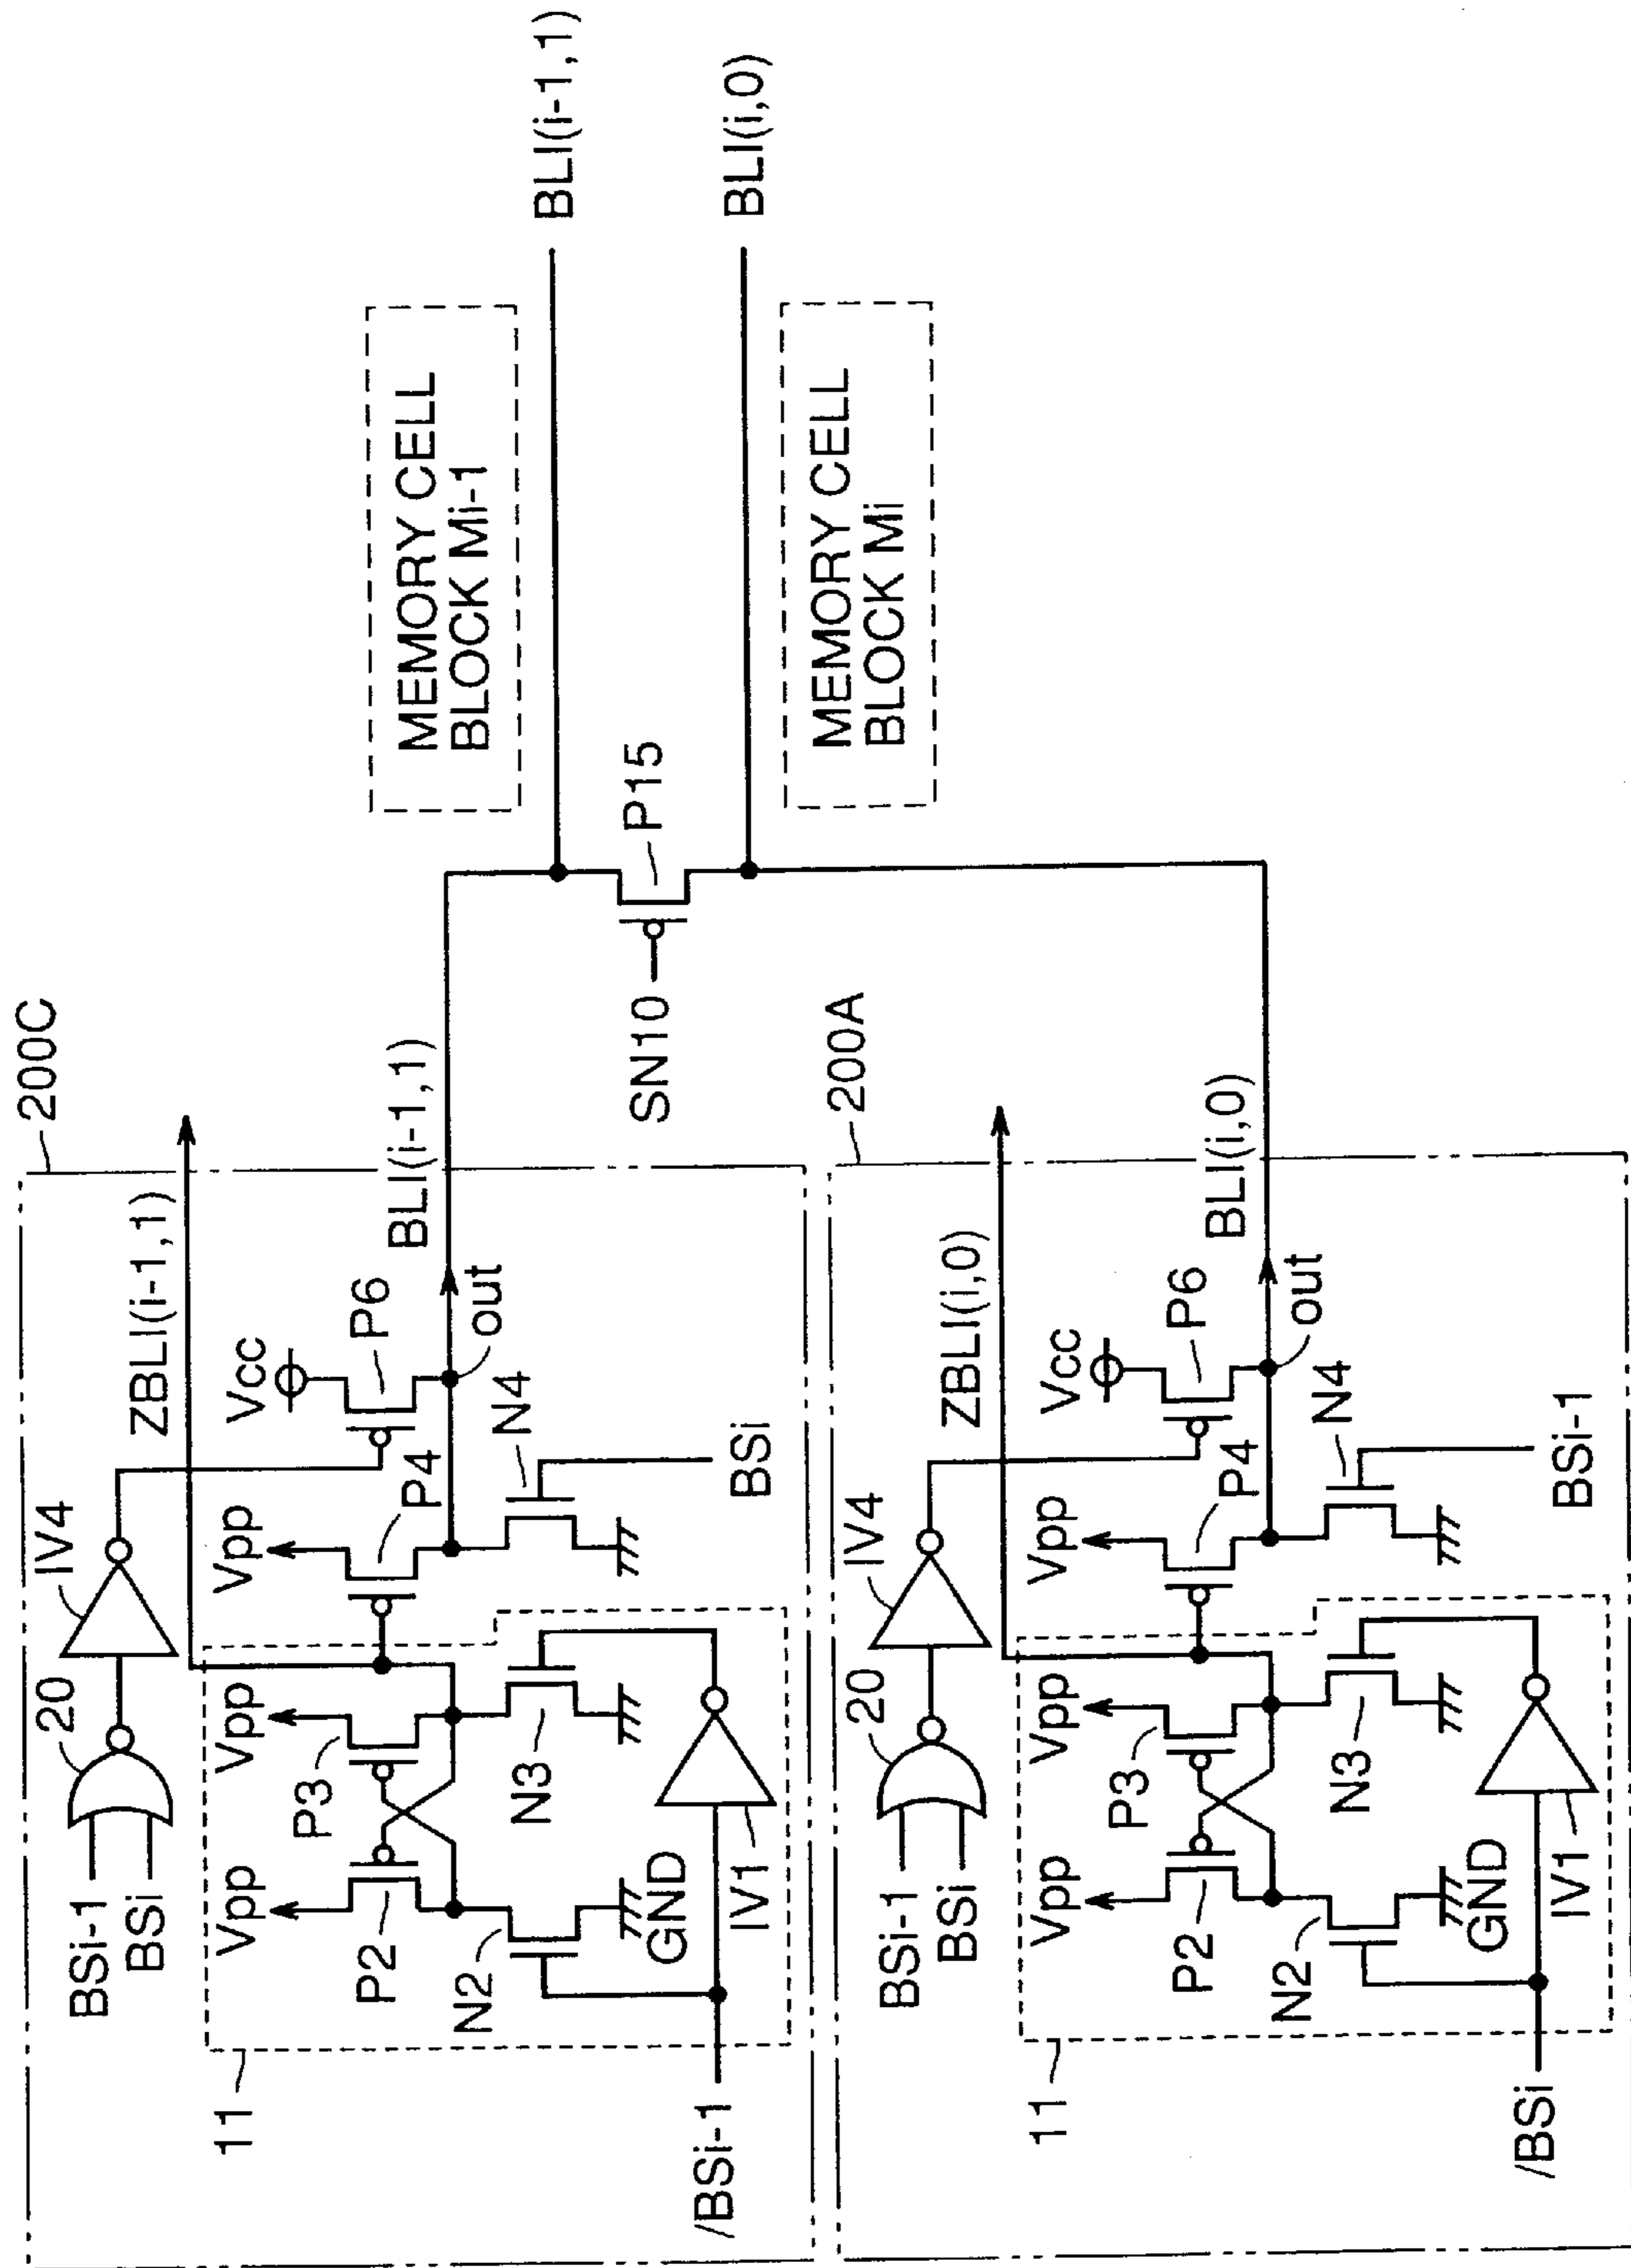 200C
BSi-1
BSi
20
IV4
ZBLI(i-1,1)
Vpp
Vpp
Vpp
Vcc
P2
P3
P4
P6
BLI(i-1,1)
out
N2
N3
N4
GND
IV1
BSi
11
/BSi-1
SN10
P15
MEMORY CELL
BLOCK Mi-1
BLI(i-1,1)
BLI(i,0)
MEMORY CELL
BLOCK Mi
200A
BSi-1
BSi
20
IV4
ZBLI(i,0)
Vpp
Vpp
Vpp
Vcc
P2
P3
P4
P6
BLI(i,0)
out
N2
N3
N4
GND
IV1
BSi-1
11
/BSi